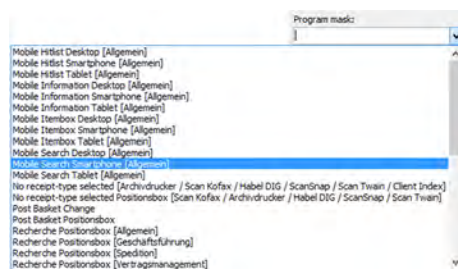 Program mask:
Mobile Hitlist Desktop [Allgemein]
Mobile Hitlist Smartphone [Allgemein]
Mobile Hitlist Tablet [Allgemein]
Mobile Information Desktop [Allgemein]
Mobile Information Smartphone [Allgemein]
Mobile Information Tablet [Allgemein]
Mobile Itembox Desktop [Allgemein]
Mobile Itembox Smartphone [Allgemein]
Mobile Itembox Tablet [Allgemein]
Mobile Search Desktop [Allgemein]
Mobile Search Smartphone [Allgemein]
Mobile Search Tablet [Allgemein]
No receipt-type selected [Archivdrucker / Scan Kofax / Habel DIG / ScanSnap / Scan Twain / Client Index]
No receipt-type selected Positionsbox [Scan Kofax / Archivdrucker / Habel DIG / ScanSnap / Scan Twain]
Post Basket Change
Post Basket Positionsbox
Recherche Positionsbox [Allgemein]
Recherche Positionsbox [Geschäftsführung]
Recherche Positionsbox [Spedition]
Recherche Positionsbox [Vertragsmanagement]